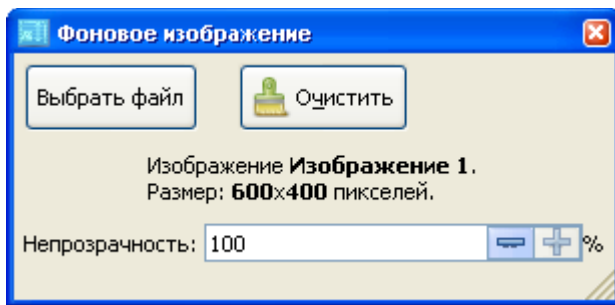 Фоновое изображение
Выбрать файл Очистить
Изображение Изображение 1.
Размер: 600x400 пикселей.
Непрозрачность: 100 %